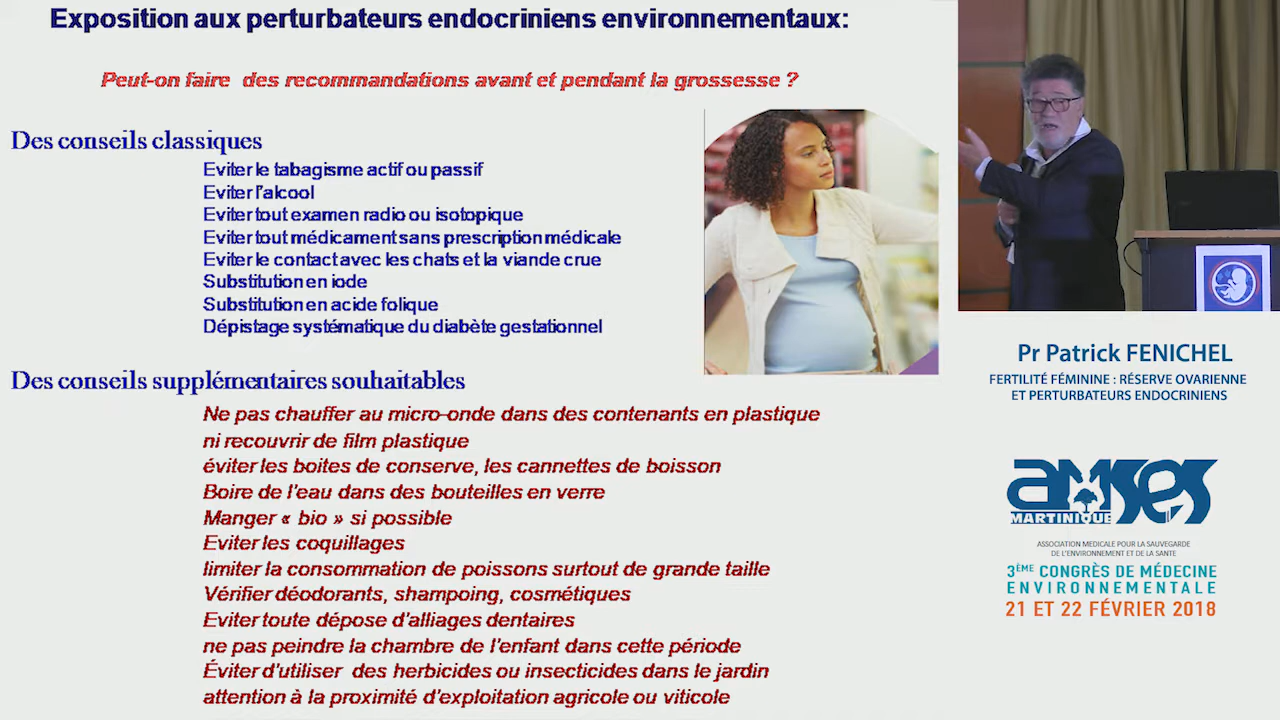 Exposition aux perturbateurs endocriniens environnementaux:
Peut-on faire des recommandations avant et pendant la grossesse ?
Des conseils classiques
Eviter le tabagisme actif ou passif
Eviter l'alcool
Eviter tout examen radio ou isotopique
Eviter tout médicament sans prescription médicale
Eviter le contact avec les chats et la viande crue
Substitution en iode
Substitution en acide folique
Dépistage systématique du diabète gestationnel
Des conseils supplémentaires souhaitables
Ne pas chauffer au micro-onde dans des contenants en plastique
ni recouvrir de film plastique
éviter les boites de conserve, les cannettes de boisson
Boire de l'eau dans des bouteilles en verre
Manger « bio » si possible
Eviter les coquillages
limiter la consommation de poissons surtout de grande taille
Vérifier déodorants, shampoing, cosmétiques
Eviter toute dépose d'alliages dentaires
ne pas peindre la chambre de l'enfant dans cette période
Éviter d'utiliser des herbicides ou insecticides dans le jardin
attention à la proximité d'exploitation agricole ou viticole
Pr Patrick FENICHEL
FERTILITÉ FÉMININE : RÉSERVE OVARIENNE
ET PERTURBATEURS ENDOCRINIENS
amses
MARTINIQUE
ASSOCIATION MEDICALE POUR LA SAUVEGARDE
DE L'ENVIRONNEMENT ET DE LA SANTE
3ÈME CONGRÈS DE MÉDECINE
ENVIRONNEMENTALE
21 ET 22 FÉVRIER 2018